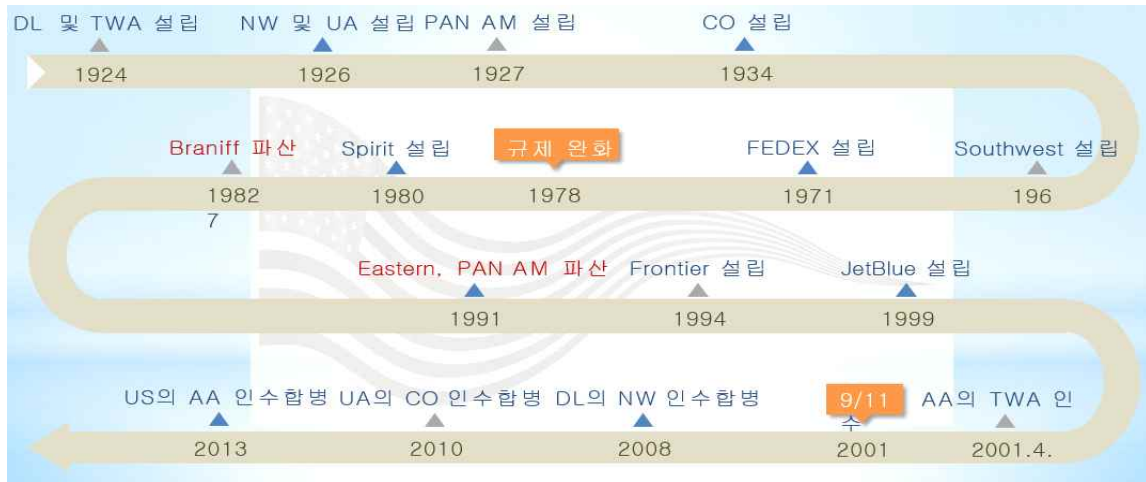 DL 및 TWA 설립
NW 및 UA 설립
PAN AM 설립
CO 설립
1924
1926
1927
1934
Braniff 파산
Spirit 설립
규제 완화
FEDEX 설립
Southwest 설립
1982
1980
1978
1971
196
7
Eastern, PAN AM 파산
Frontier 설립
JetBlue 설립
1991
1994
1999
US의 AA 인수합병
UA의 CO 인수합병
DL의 NW 인수합병
9/11
AA의 TWA 인
수
2013
2010
2008
2001
2001.4.